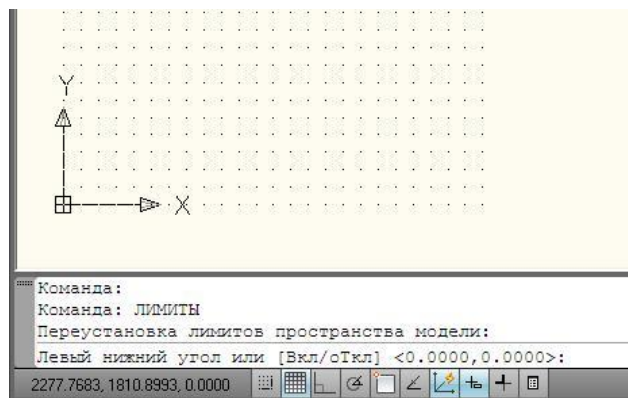 Y
X
Команда:
Команда: ЛИМИТЫ
Переустановка лимитов пространства модели:
Левый нижний угол или [Вкл/оТкл] <0.0000,0.0000>:
2277.7683, 1810.8993, 0.0000